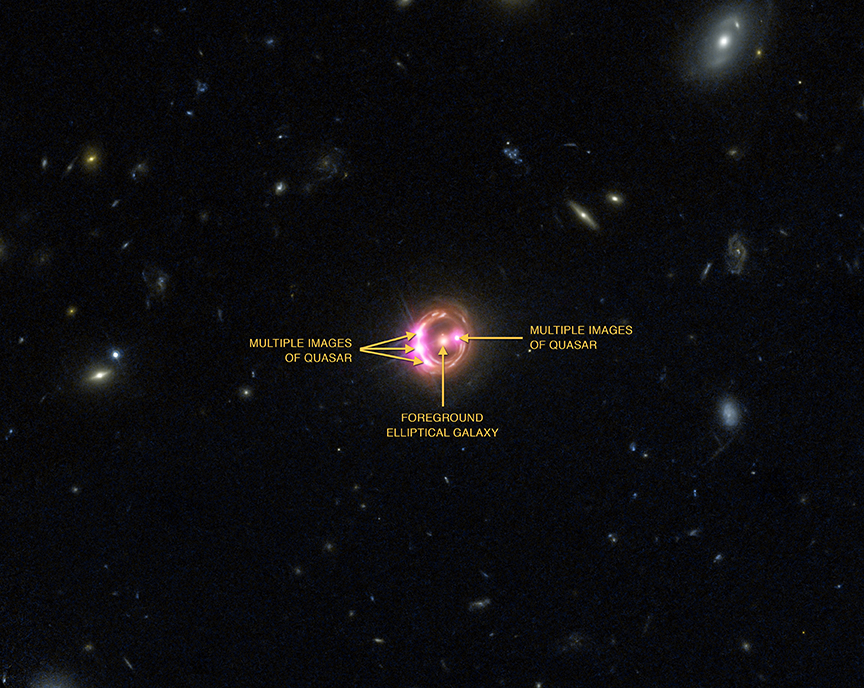 MULTIPLE IMAGES
OF QUASAR
MULTIPLE IMAGES
OF QUASAR
FOREGROUND
ELLIPTICAL GALAXY